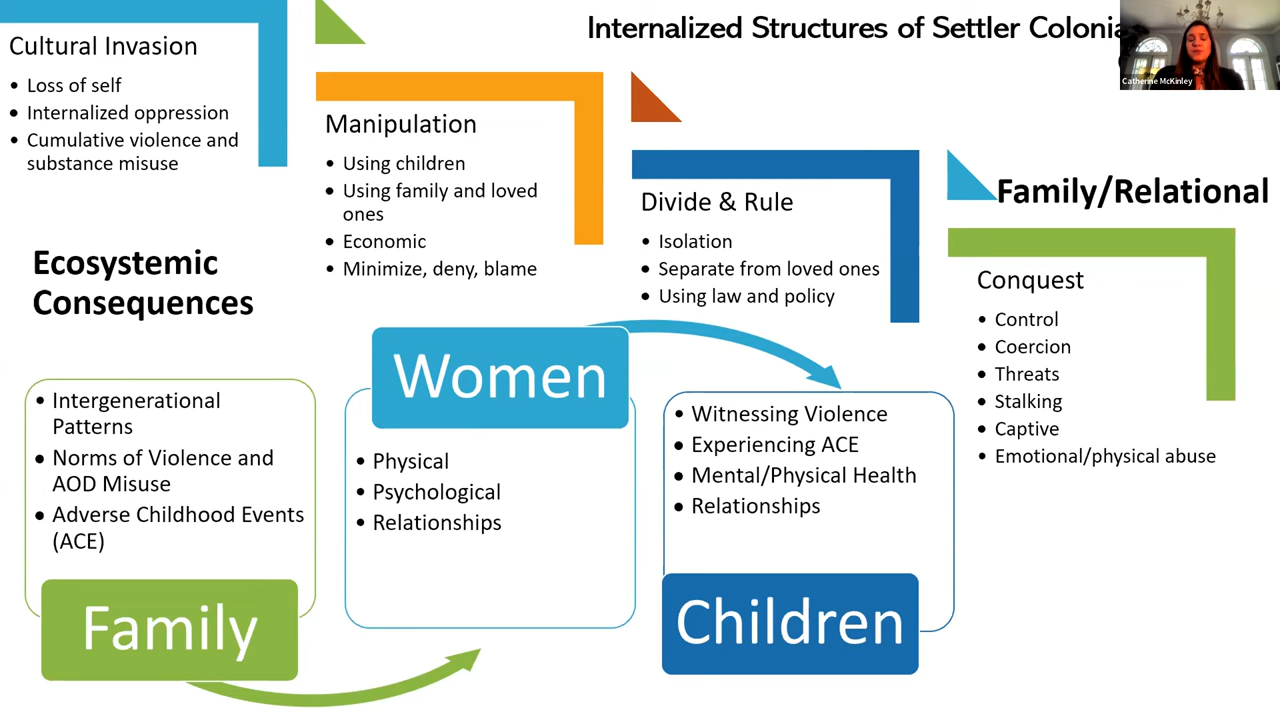 Internalized Structures of Settler Colonia
Catherine McKinley
Cultural Invasion
• Loss of self
• Internalized oppression
• Cumulative violence and
substance misuse
Manipulation
• Using children
• Using family and loved
ones
• Economic
• Minimize, deny, blame
Divide & Rule
• Isolation
• Separate from loved ones
• Using law and policy
Family/Relational
Conquest
• Control
• Coercion
• Threats
• Stalking
• Captive
• Emotional/physical abuse
Ecosystemic
Consequences
• Intergenerational
Patterns
• Norms of Violence and
AOD Misuse
• Adverse Childhood Events
(ACE)
Family
Women
• Physical
• Psychological
• Relationships
• Witnessing Violence
• Experiencing ACE
• Mental/Physical Health
• Relationships
Children